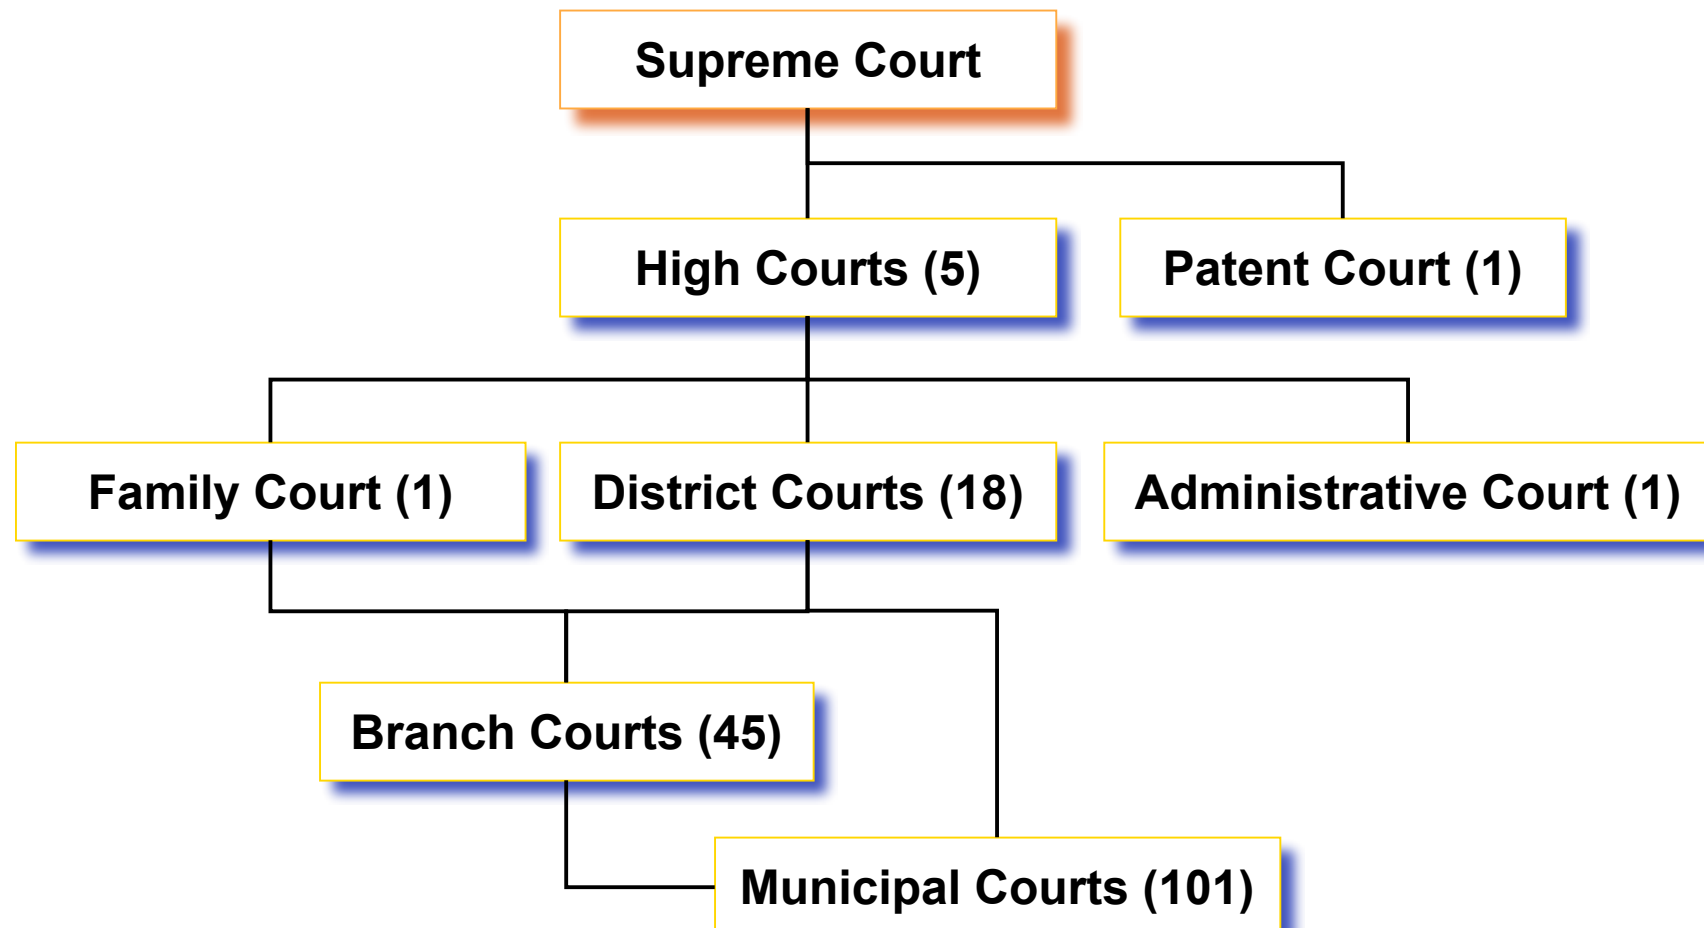 Supreme Court
High Courts (5)
Patent Court (1)
Family Court (1)
District Courts (18)
Administrative Court (1)
Branch Courts (45)
Municipal Courts (101)